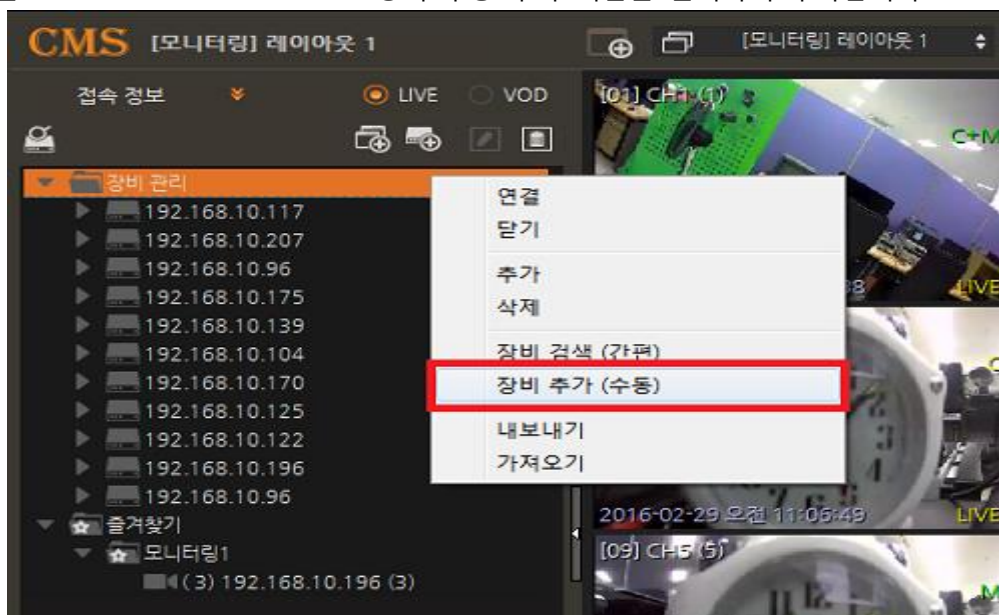 CMS [모니터링] 레이아웃 1
[모니터링] 레이아웃 1
접속 정보
LIVE
VOD
장비 관리
192.168.10.117
192.168.10.207
192.168.10.96
192.168.10.175
192.168.10.139
192.168.10.104
192.168.10.170
192.168.10.125
192.168.10.122
192.168.10.196
192.168.10.96
즐겨찾기
모니터링1
(3) 192.168.10.196 (3)
연결
닫기
추가
삭제
장비 검색 (간편)
장비 추가 (수동)
내보내기
가져오기
[01] CH1 (1)
C+M
LIVE
2016-02-29 오전 11:06:49
LIVE
[09] CH5 (5)